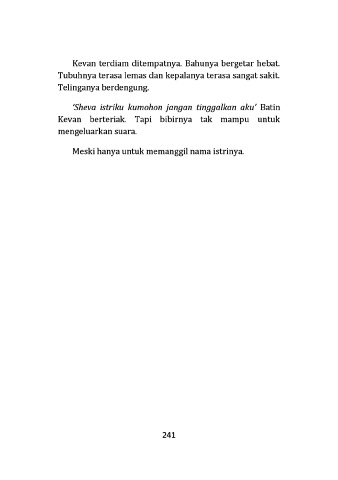 Kevan terdiam ditempatnya. Bahunya bergetar hebat.
Tubuhnya terasa lemas dan kepalanya terasa sangat sakit.
Telinganya berdengung.
‘Sheva istriku kumohon jangan tinggalkan aku’ Batin
Kevan berteriak. Tapi bibirnya tak mampu untuk
mengeluarkan suara.
Meski hanya untuk memanggil nama istrinya.
241